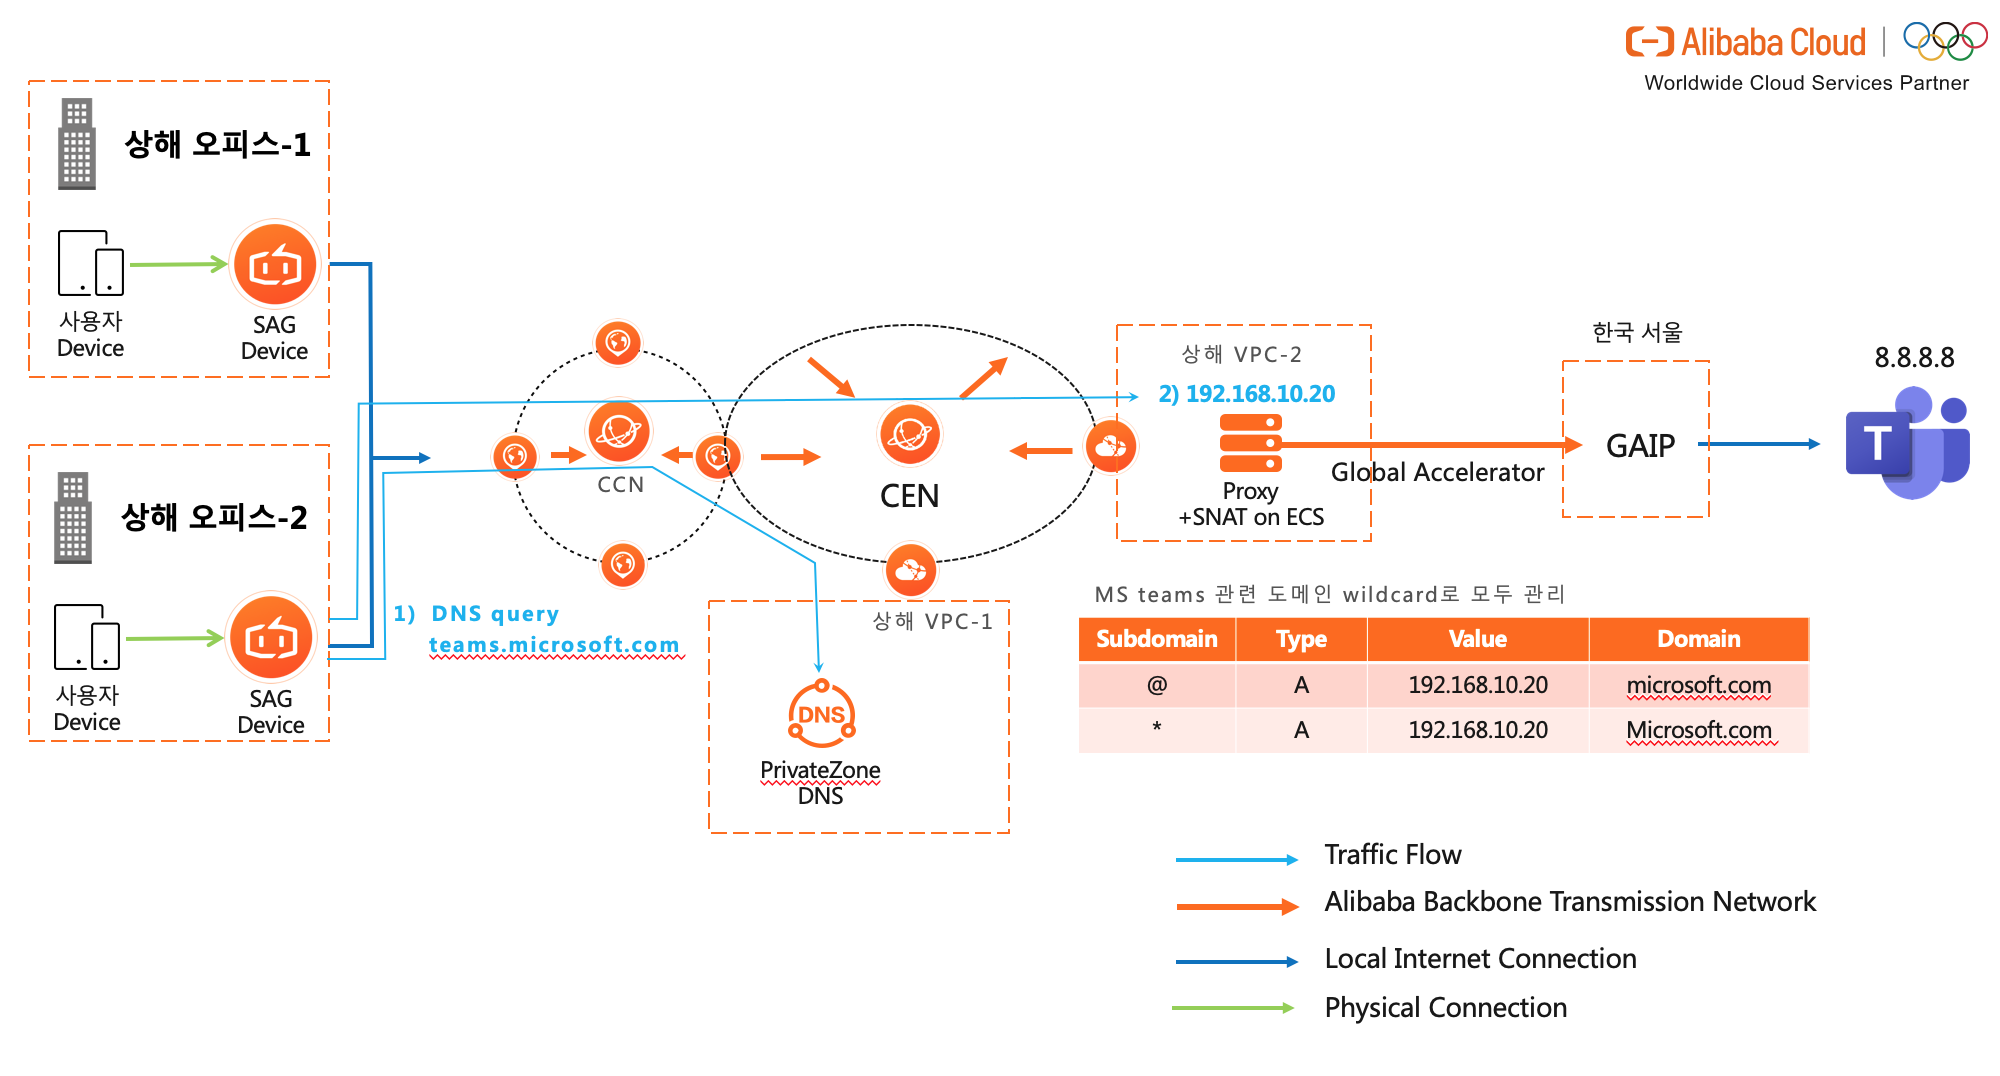 Alibaba Cloud
Worldwide Cloud Services Partner
상해 오피스-1
사용자
Device
SAG
Device
상해 오피스-2
사용자
Device
SAG
Device
1) DNS query
teams.microsoft.com
CCN
CEN
상해 VPC-1
DNS
PrivateZone
DNS
상해 VPC-2
2) 192.168.10.20
Proxy
+SNAT on ECS
Global Accelerator
한국 서울
GAIP
8.8.8.8
T
MS teams 관련 도메인 wildcard로 모두 관리
Subdomain Type Value Domain
@ A 192.168.10.20 microsoft.com
* A 192.168.10.20 Microsoft.com
Traffic Flow
Alibaba Backbone Transmission Network
Local Internet Connection
Physical Connection